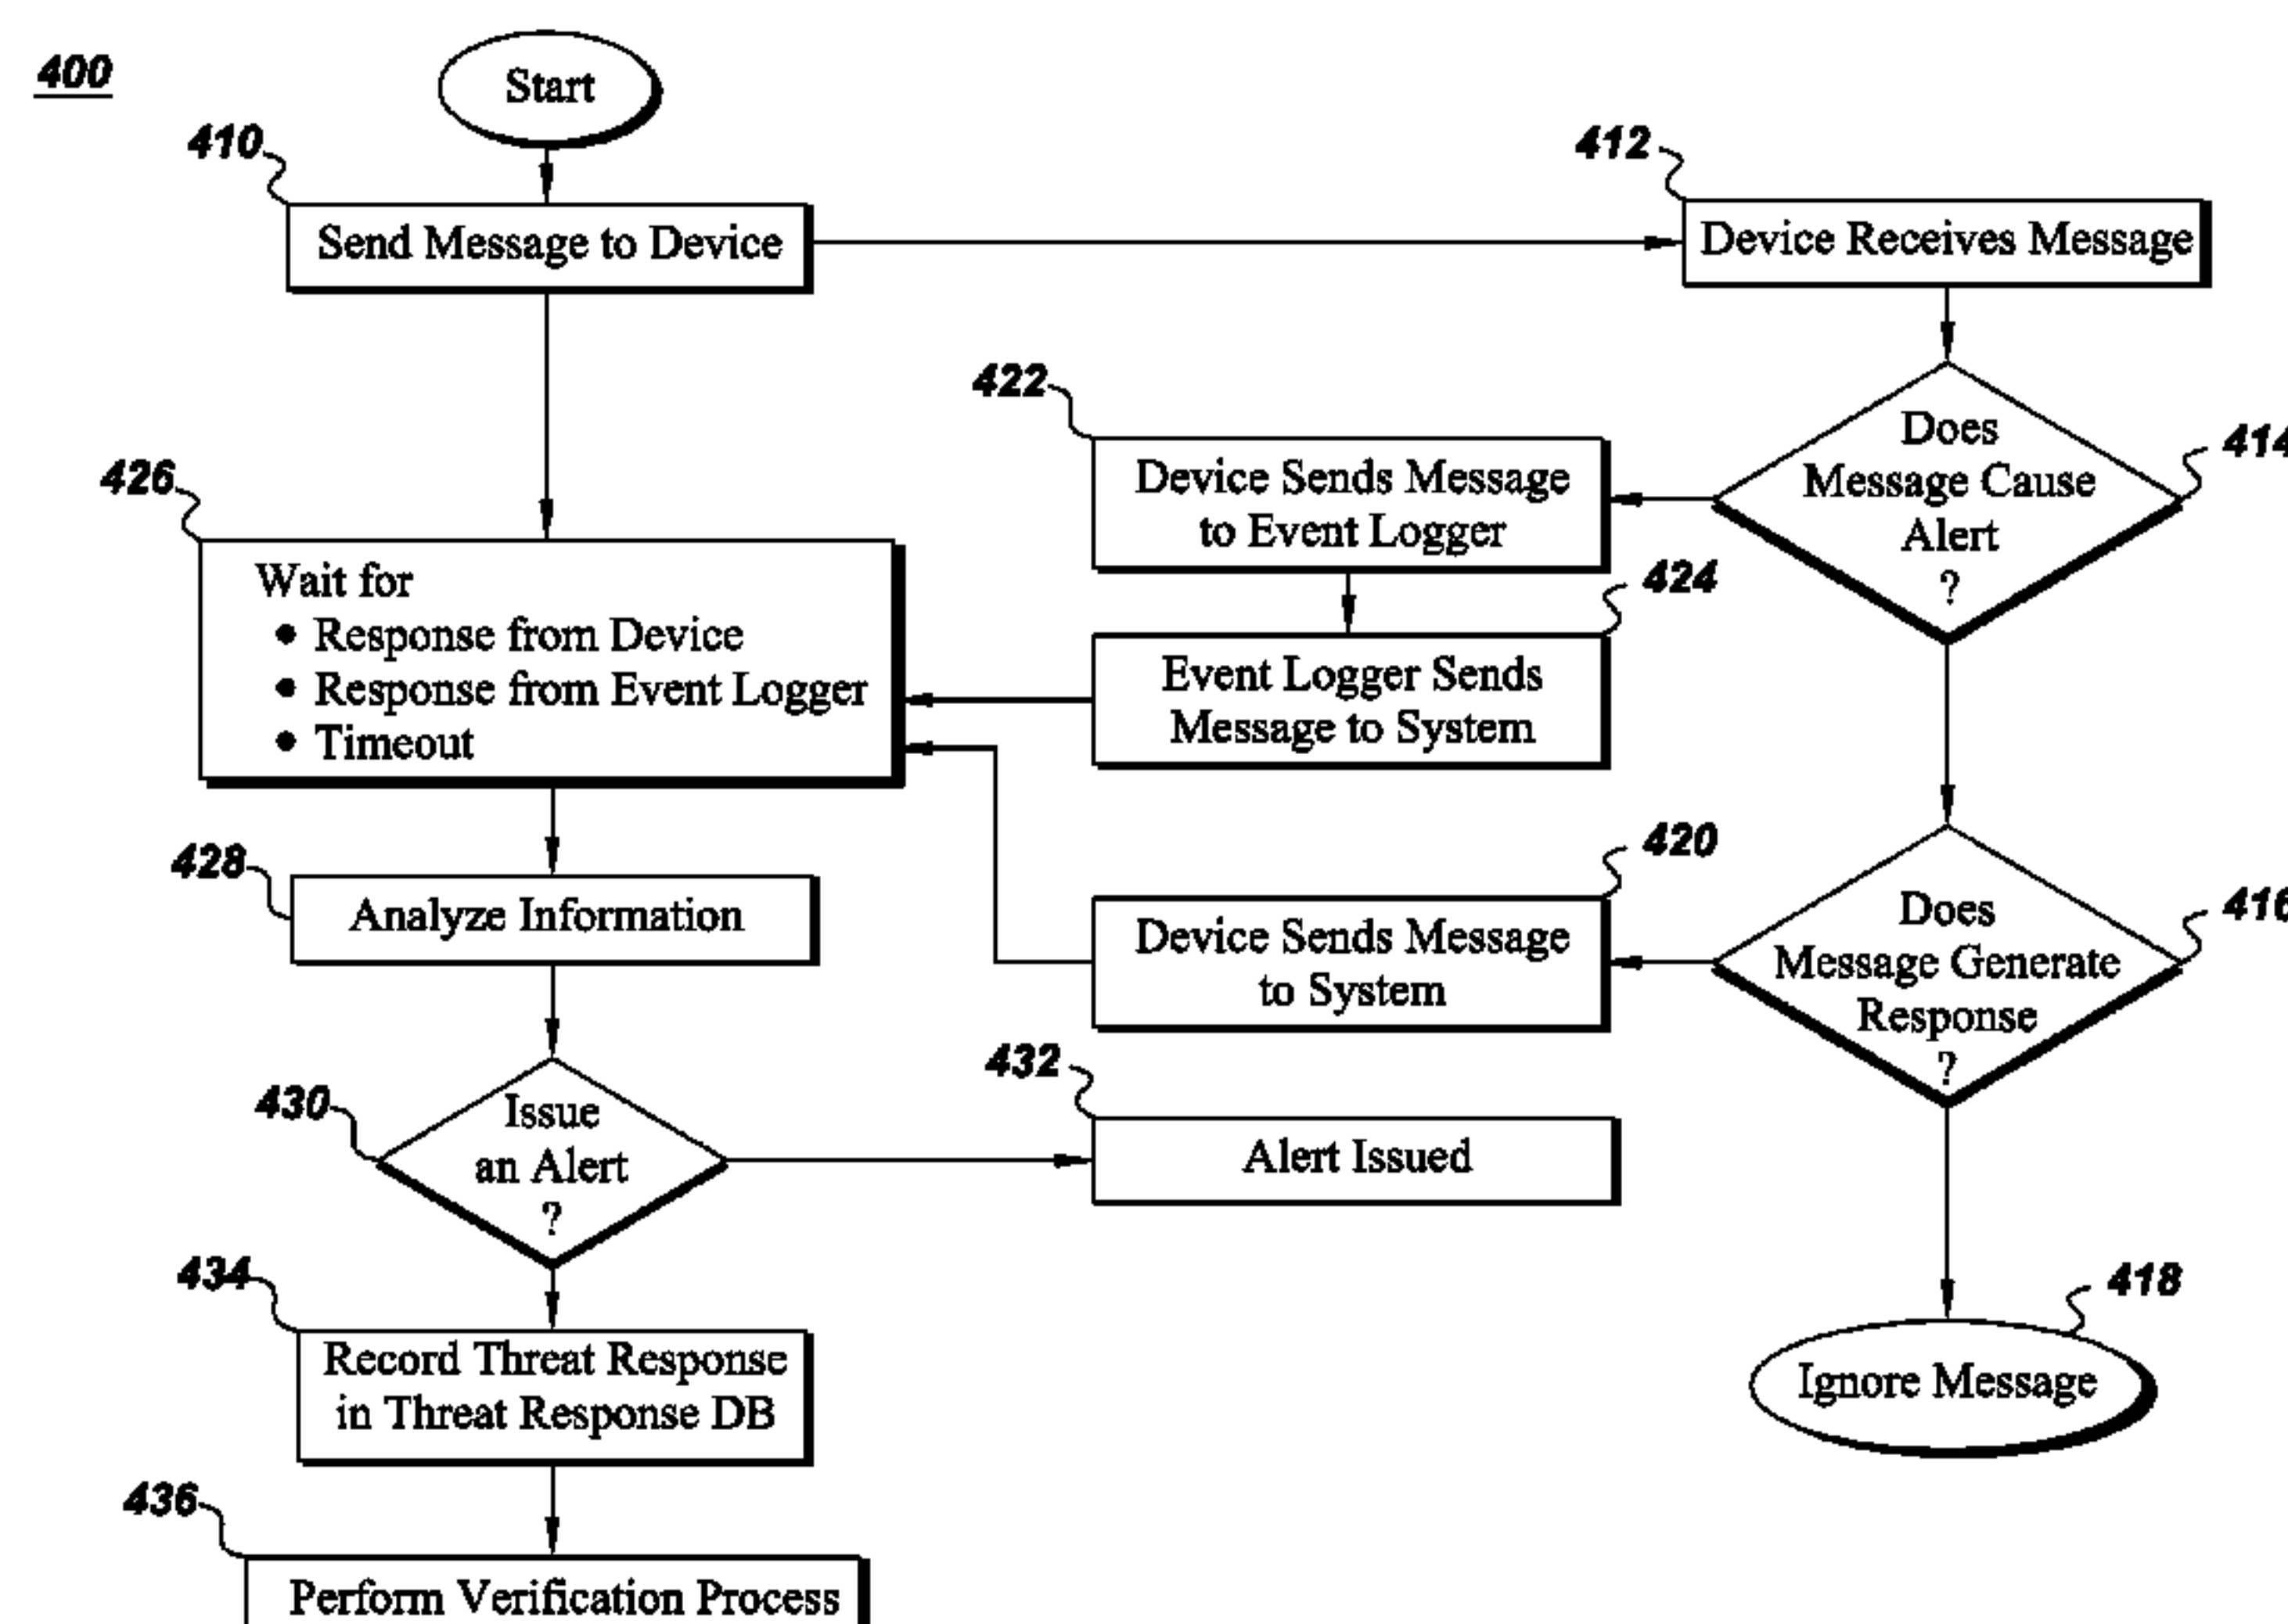 400
Start
410
Send Message to Device
412
Device Receives Message
414
Does
Message Cause
Alert
?
422
Device Sends Message
to Event Logger
424
Event Logger Sends
Message to System
426
Wait for
• Response from Device
• Response from Event Logger
• Timeout
416
Does
Message Generate
Response
?
420
Device Sends Message
to System
428
Analyze Information
430
Issue
an Alert
?
432
Alert Issued
418
Ignore Message
434
Record Threat Response
in Threat Response DB
436
Perform Verification Process